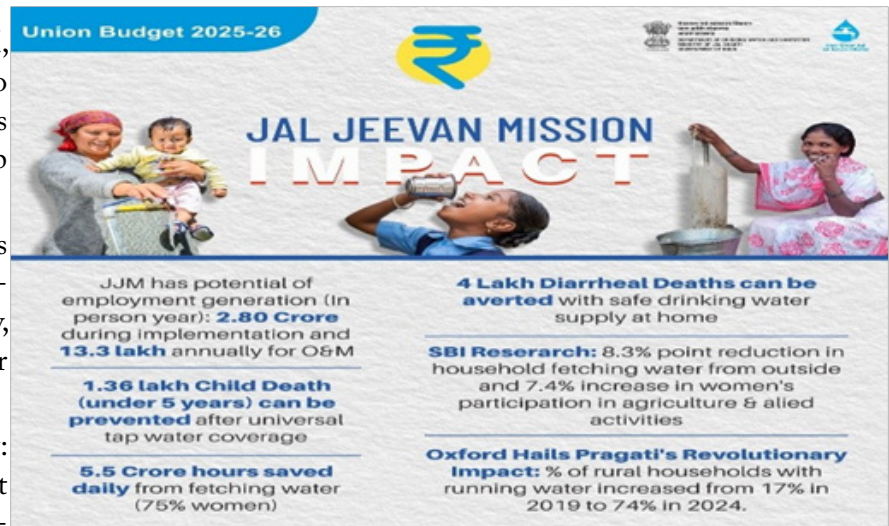 Union Budget 2025-26
JAL JEEVAN MISSION
IMPACT
JJM has potential of
employment generation (In
person year): 2.80 Crore
during implementation and
13.3 lakh annually for O&M
1.36 lakh Child Death
(under 5 years) can be
prevented after universal
tap water coverage
5.5 Crore hours saved
daily from fetching water
(75% women)
4 Lakh Diarrheal Deaths can be
averted with safe drinking water
supply at home
SBI Reserarch: 8.3% point reduction in
household fetching water from outside
and 7.4% increase in women's
participation in agriculture & alied
activities
Oxford Hails Pragati's Revolutionary
Impact: % of rural households with
running water increased from 17% in
2019 to 74% in 2024.